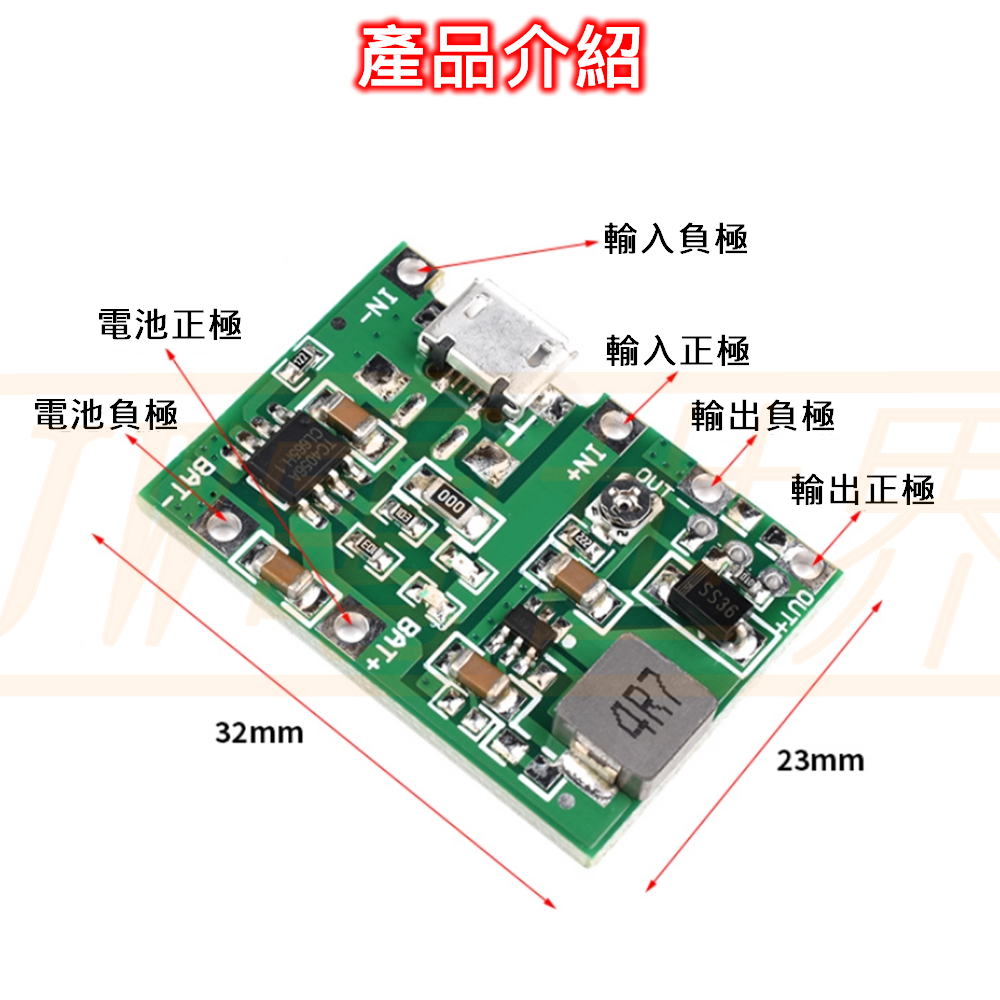 產品介紹
輸入負極
電池正極
輸入正極
電池負極
輸出負極
輸出正極
IN-
IN+
OUT
OUT+
BAT-
BAT+
TC4056A
000
222
SS36
4R7
32mm
23mm